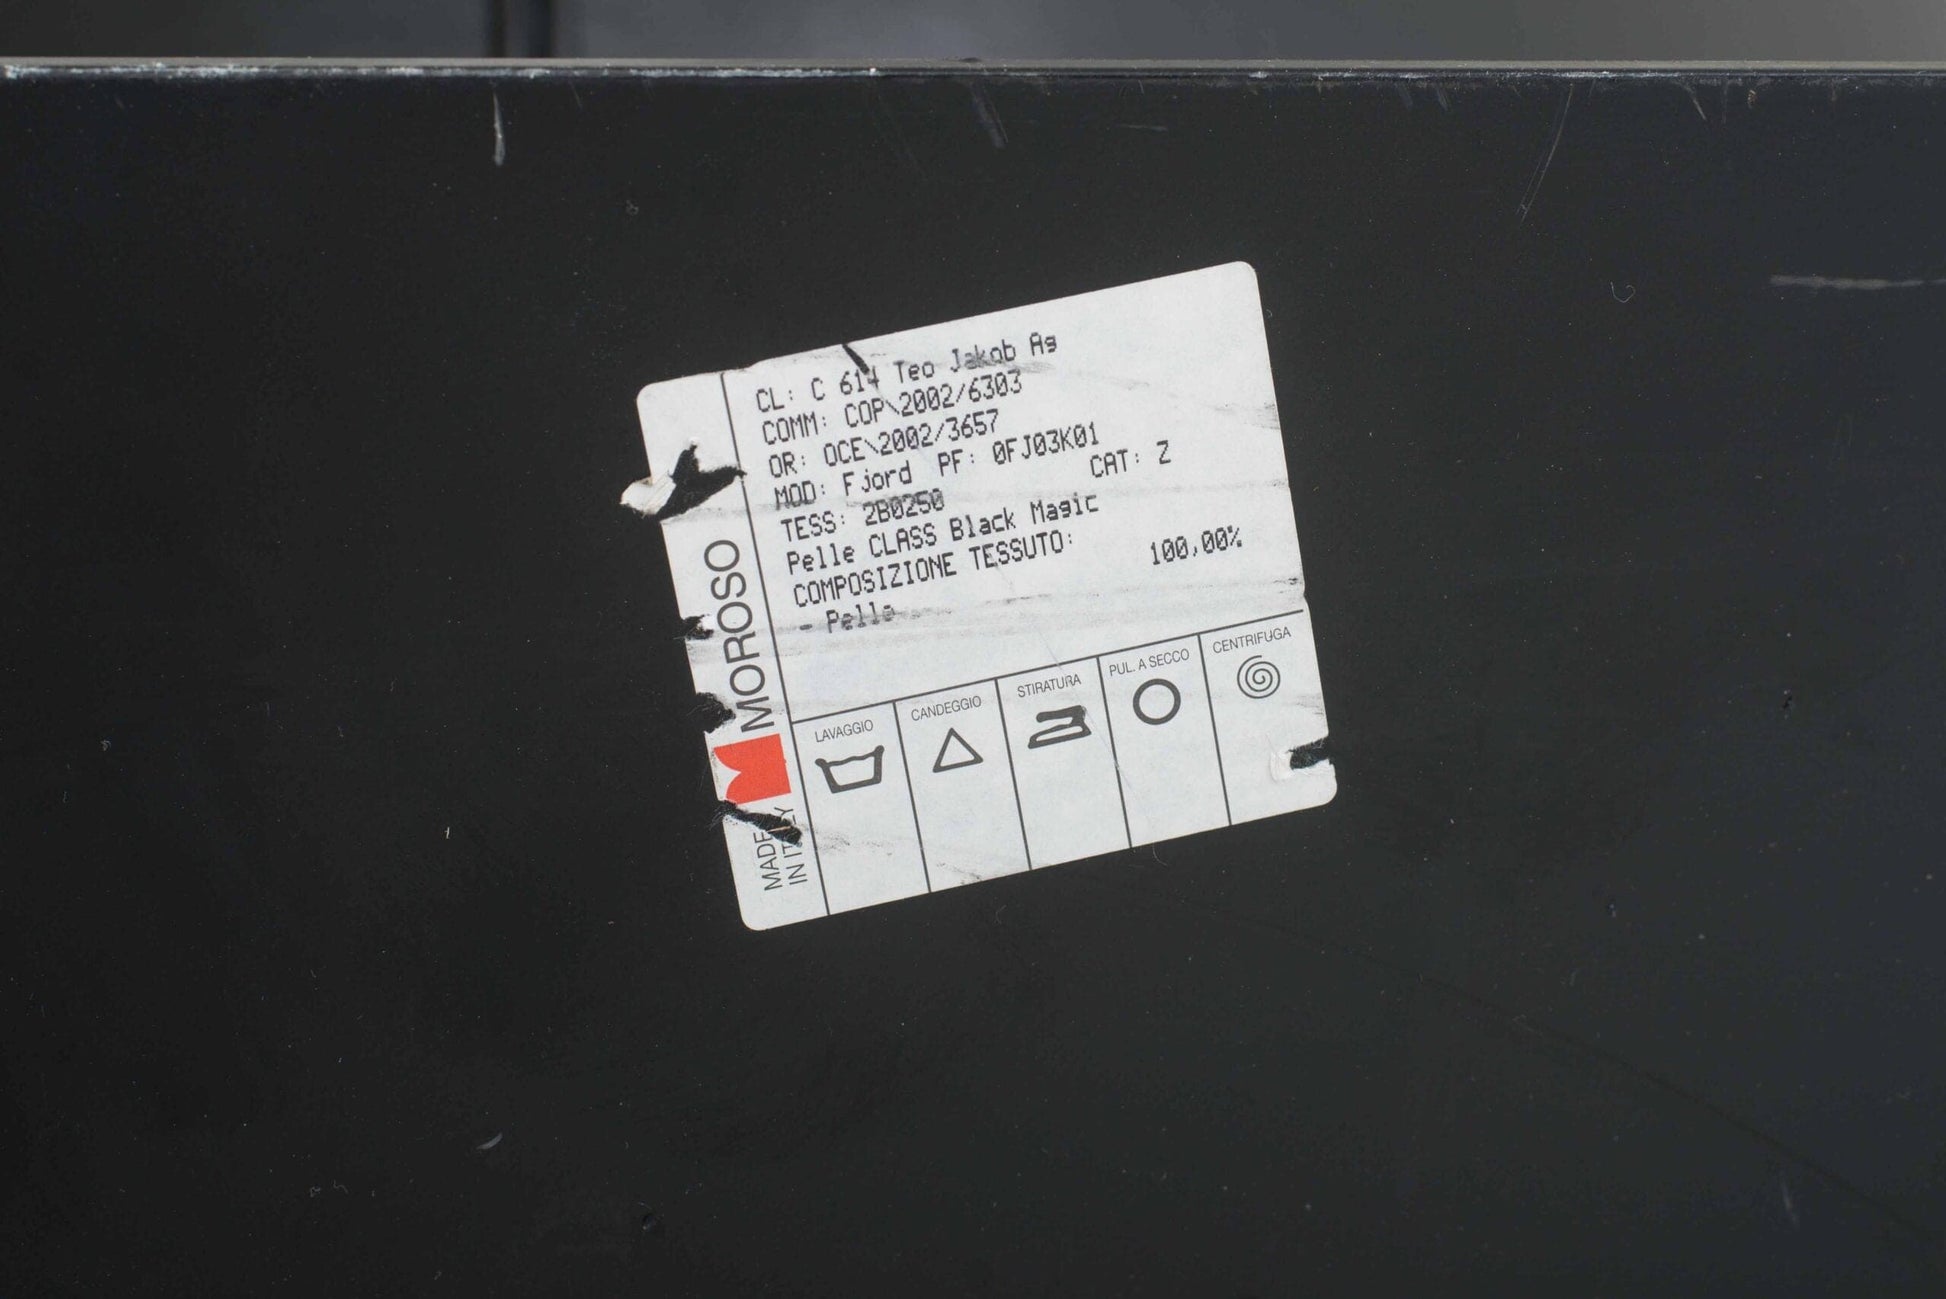 CL: C 614 Teo Jakob Ag
COMM: COP\2002/6303
OR: OCE\2002/3657
MOD: Fjord PF: 0FJ03K01
TESS: 2B0250 CAT: Z
Pelle CLASS Black Magic
COMPOSIZIONE TESSUTO:
- Pelle 100,00%
MOROSO
MADE
IN ITALY
LAVAGGIO
CANDEGGIO
STIRATURA
PUL. A SECCO
CENTRIFUGA